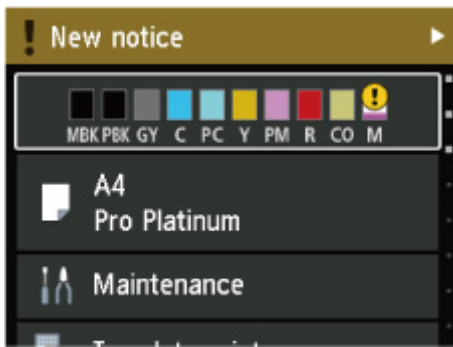 New notice
MBK PBK GY C PC Y PM R CO M
A4
Pro Platinum
Maintenance